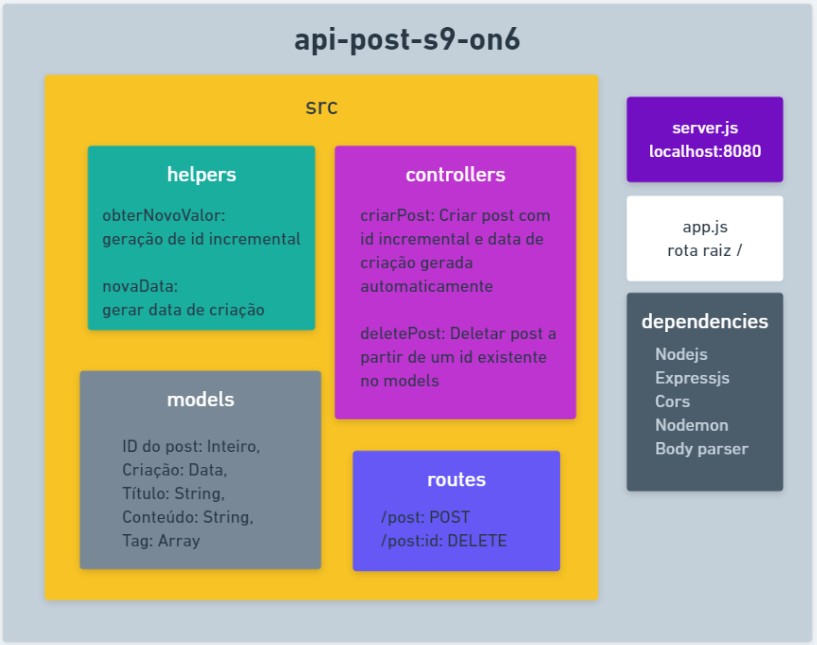 api-post-s9-on6
src
helpers
obterNovoValor:
geração de id incremental
novaData:
gerar data de criação
controllers
criarPost: Criar post com
id incremental e data de
criação gerada
automaticamente
deletePost: Deletar post a
partir de um id existente
no models
models
ID do post: Inteiro,
Criação: Data,
Título: String,
Conteúdo: String,
Tag: Array
routes
/post: POST
/post:id: DELETE
server.js
localhost:8080
app.js
rota raiz /
dependencies
Nodejs
Expressjs
Cors
Nodemon
Body parser